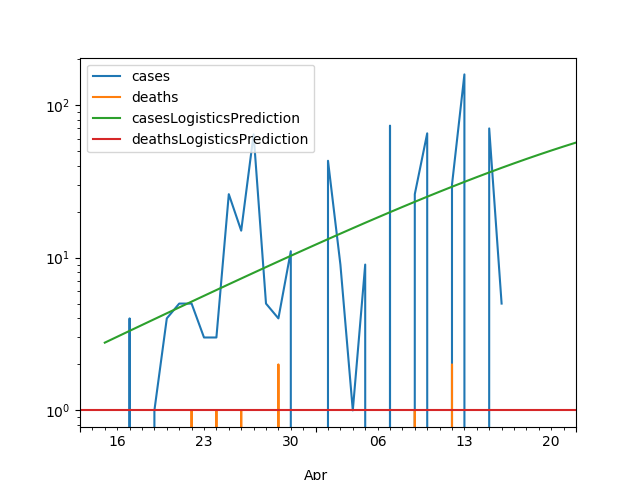 cases
deaths
casesLogisticsPrediction
deathsLogisticsPrediction
10²
10¹
10⁰
16 23 30 06 13 20
Apr